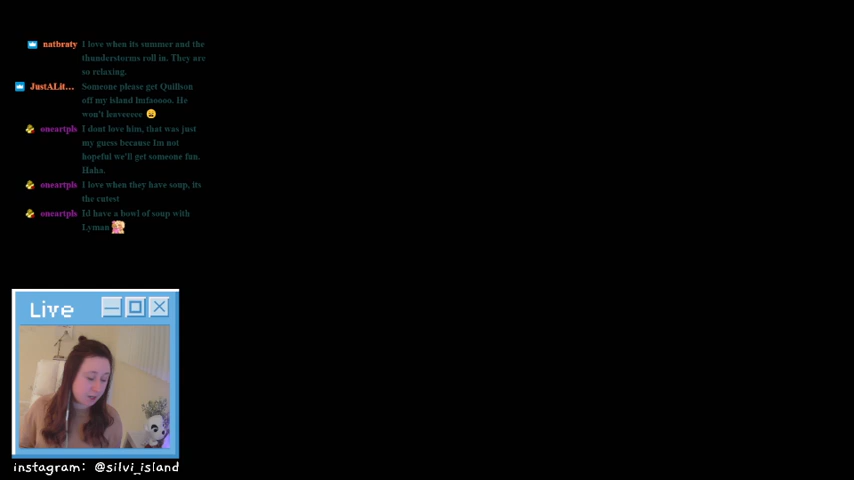 natbraty I love when its summer and the
thunderstorms roll in. They are
so relaxing.
JustALit... Someone please get Quillson
off my island lmfaoooo. He
won't leaveeeee
oneartpls I dont love him, that was just
my guess because Im not
hopeful we'll get someone fun.
Haha.
oneartpls I love when they have soup, its
the cutest
oneartpls Id have a bowl of soup with
Lyman
Live
instagram: @silvi_island